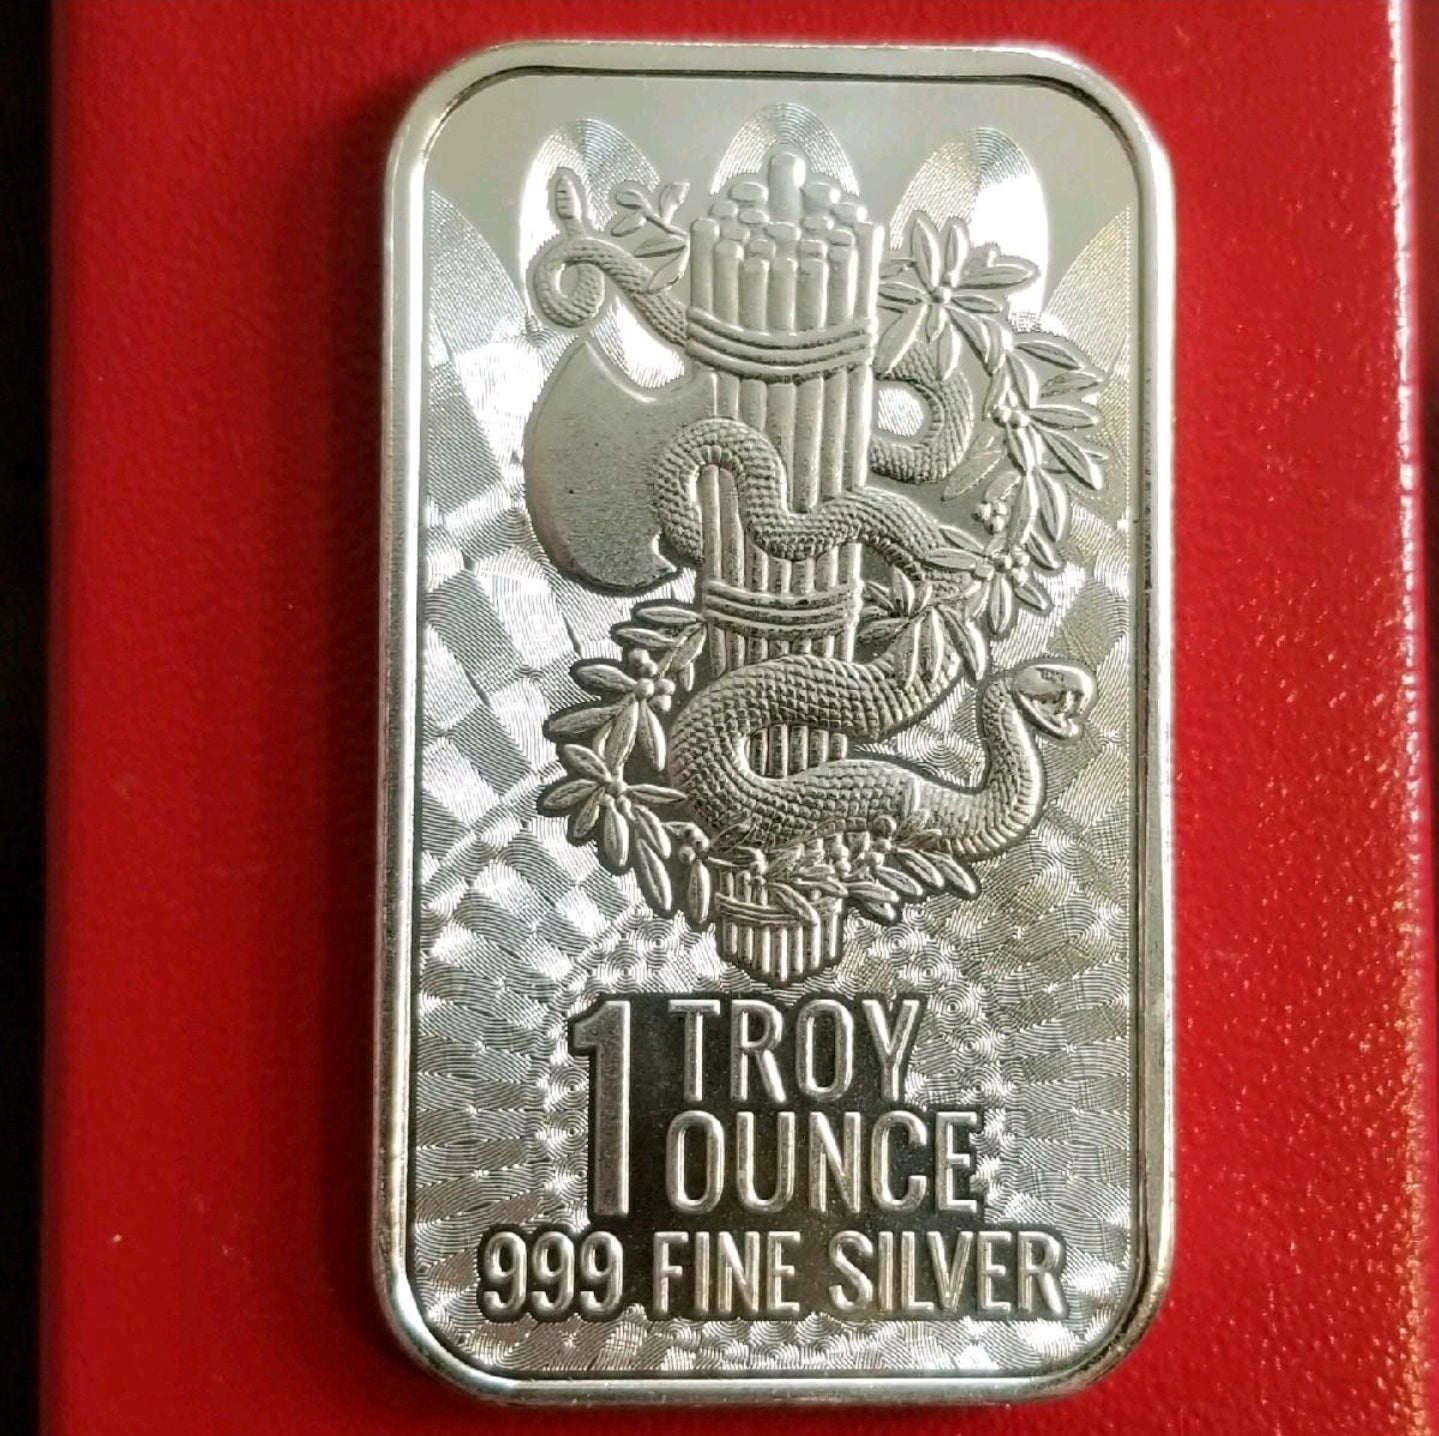 1 TROY
OUNCE
999 FINE SILVER